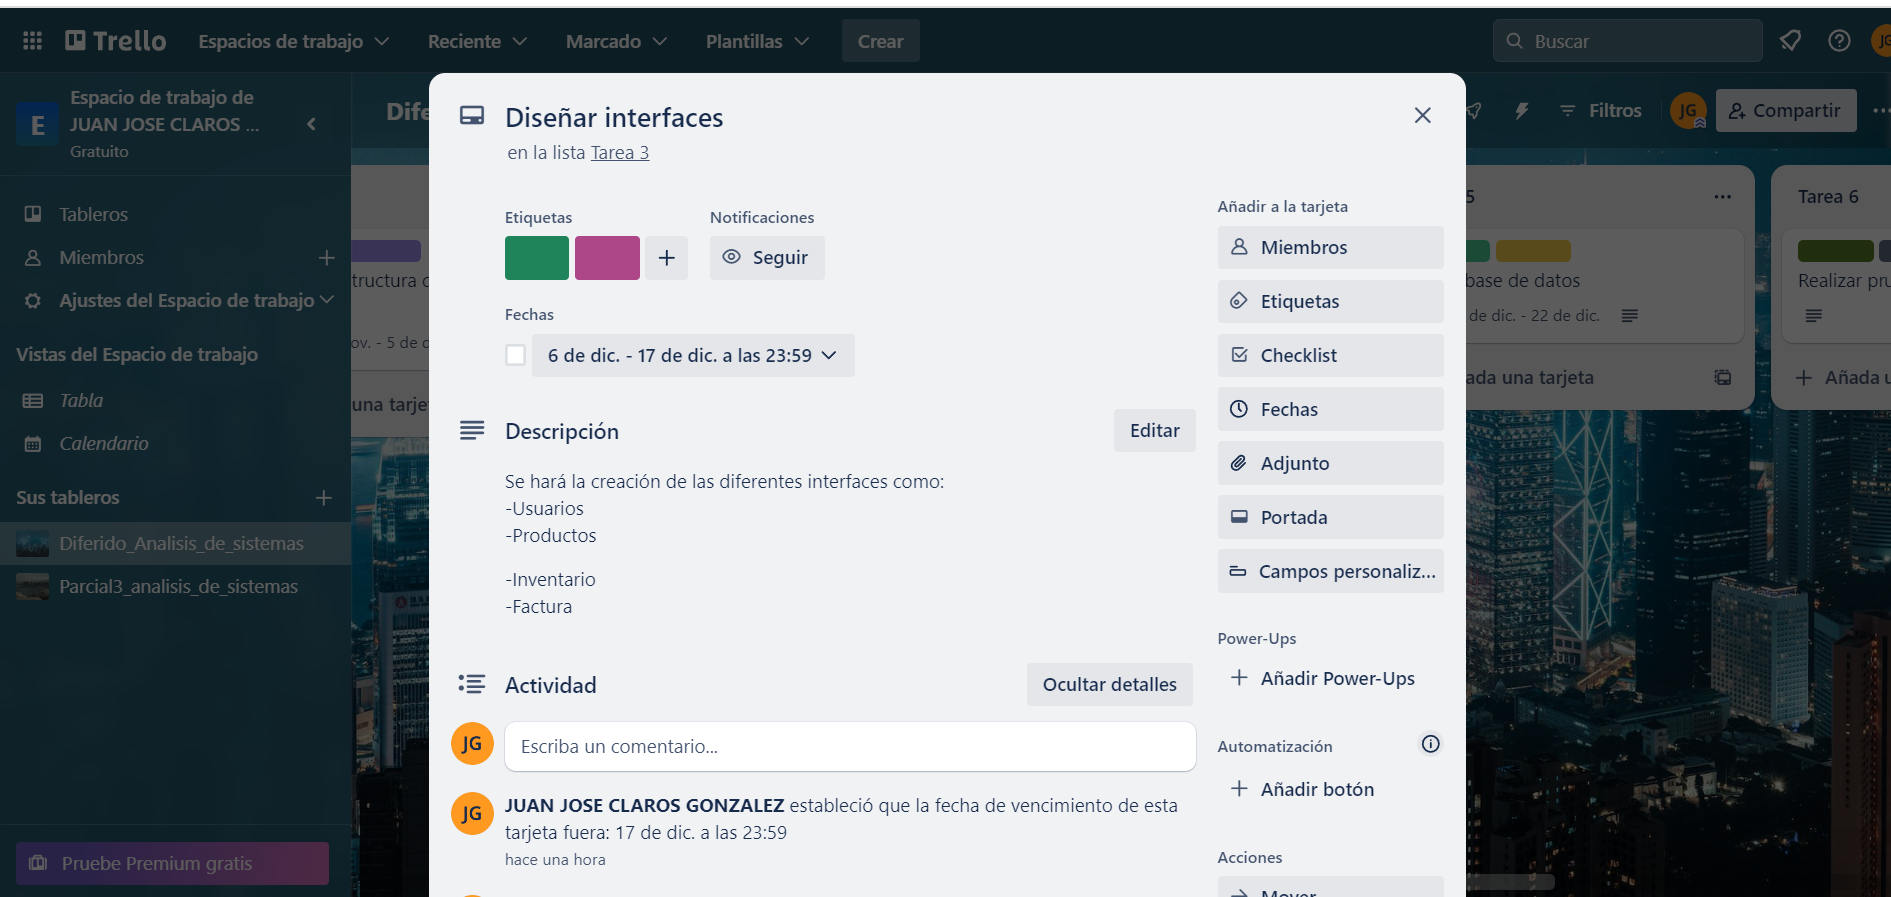 Trello
Espacios de trabajo
Reciente
Marcado
Plantillas
Crear
Buscar
JG
Espacio de trabajo de
JUAN JOSE CLAROS ...
Gratuito
E
Tableros
Miembros
Ajustes del Espacio de trabajo
Vistas del Espacio de trabajo
Tabla
Calendario
Sus tableros
Diferido_Analisis_de_sistemas
Parcial3_analisis_de_sistemas
Pruebe Premium gratis
Filtros
JG
Compartir
una tarje
Diseñar interfaces
en la lista Tarea 3
Etiquetas
Notificaciones
Seguir
Fechas
6 de dic. - 17 de dic. a las 23:59
Descripción
Editar
Se hará la creación de las diferentes interfaces como:
-Usuarios
-Productos
-Inventario
-Factura
Actividad
Ocultar detalles
JG
Escriba un comentario...
JG
JUAN JOSE CLAROS GONZALEZ estableció que la fecha de vencimiento de esta
tarjeta fuera: 17 de dic. a las 23:59
hace una hora
Añadir a la tarjeta
Miembros
Etiquetas
Checklist
Fechas
Adjunto
Portada
Campos personaliz...
Power-Ups
Añadir Power-Ups
Automatización
Añadir botón
Acciones
Mover
5
base de datos
de dic. - 22 de dic.
ada una tarjeta
Tarea 6
Realizar pru
Añada u